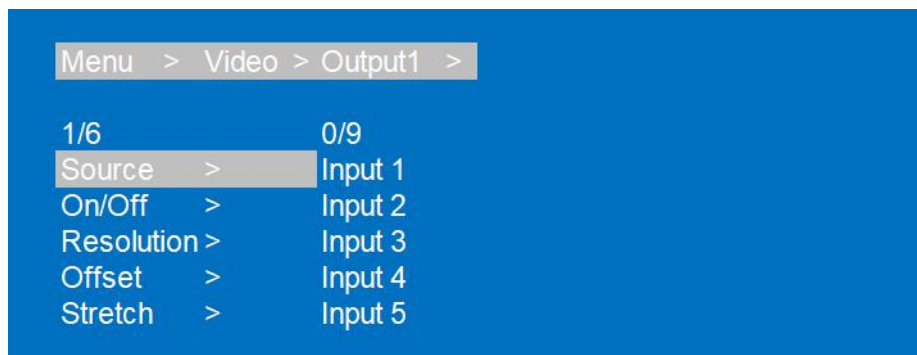 Menu > Video > Output1 >
1/6 0/9
Source > Input 1
On/Off > Input 2
Resolution > Input 3
Offset > Input 4
Stretch > Input 5